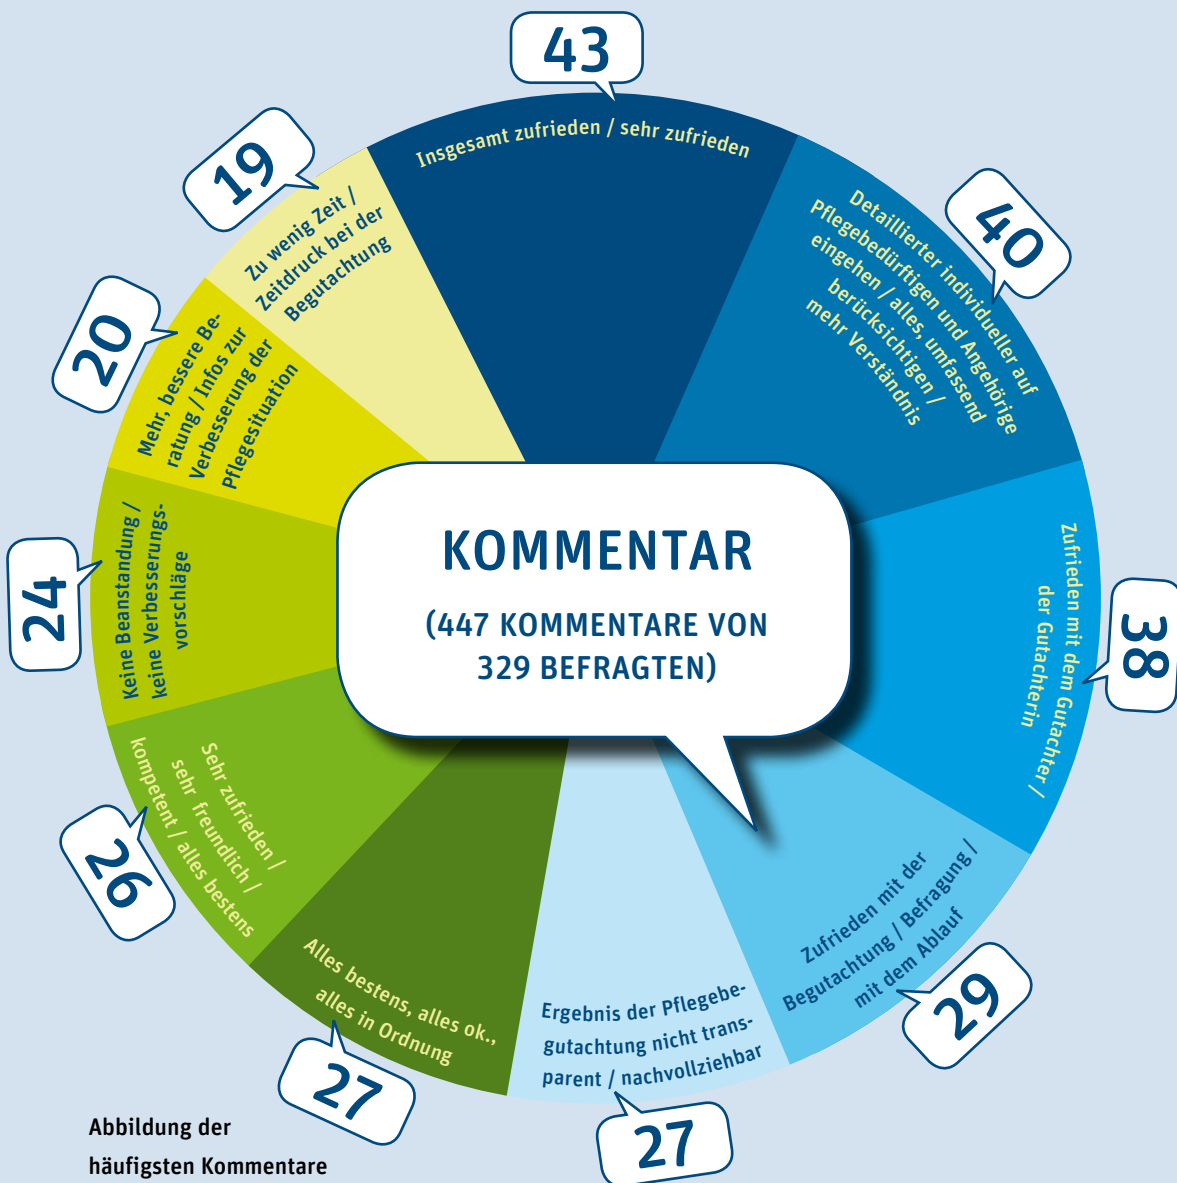 43
Insgesamt zufrieden / sehr zufrieden
40
Detaillierter individueller auf
Pflegebedürftigen und Angehörige
eingehen / alles, umfassend
berücksichtigen /
mehr Verständnis
38
Zufrieden mit dem Gutachter /
der Gutachterin
29
Zufrieden mit der
Begutachtung / Befragung /
mit dem Ablauf
27
Ergebnis der Pflegebe-
gutachtung nicht trans-
parent / nachvollziehbar
27
Alles bestens, alles ok.,
alles in Ordnung
26
Sehr zufrieden /
sehr freundlich /
kompetent / alles bestens
24
Keine Beanstandung /
keine Verbesserungs-
vorschläge
20
Mehr, bessere Be-
ratung / Infos zur
Verbesserung der
Pflegesituation
19
Zu wenig Zeit /
Zeitdruck bei der
Begutachtung
KOMMENTAR
(447 KOMMENTARE VON
329 BEFRAGTEN)
Abbildung der
häufigsten Kommentare